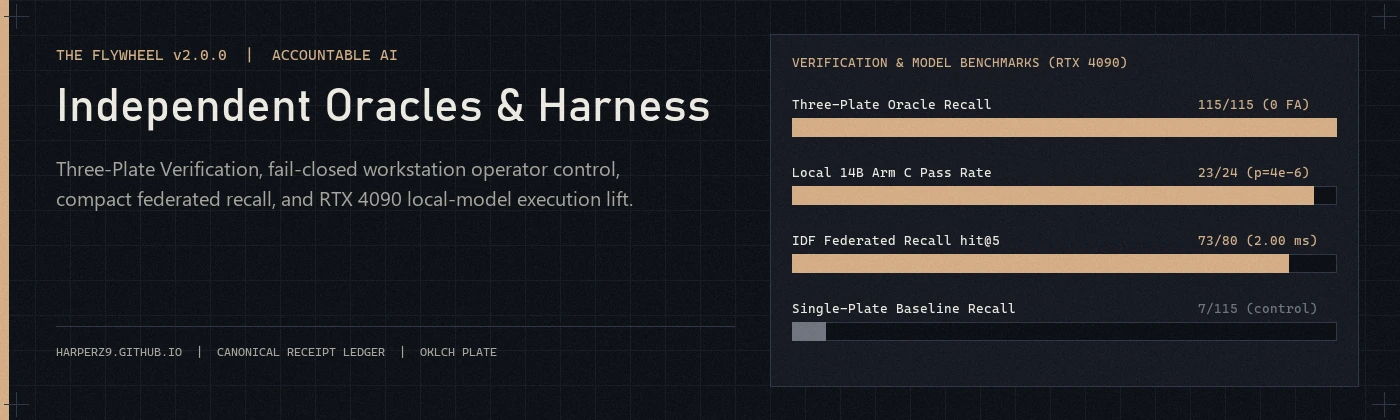 THE FLYWHEEL v2.0.0 | ACCOUNTABLE AI
Independent Oracles & Harness
Three-Plate Verification, fail-closed workstation operator control,
compact federated recall, and RTX 4090 local-model execution lift.
HARPERZ9.GITHUB.IO | CANONICAL RECEIPT LEDGER | OKLCH PLATE
VERIFICATION & MODEL BENCHMARKS (RTX 4090)
Three-Plate Oracle Recall 115/115 (0 FA)
Local 14B Arm C Pass Rate 23/24 (p=4e-6)
IDF Federated Recall hit@5 73/80 (2.00 ms)
Single-Plate Baseline Recall 7/115 (control)